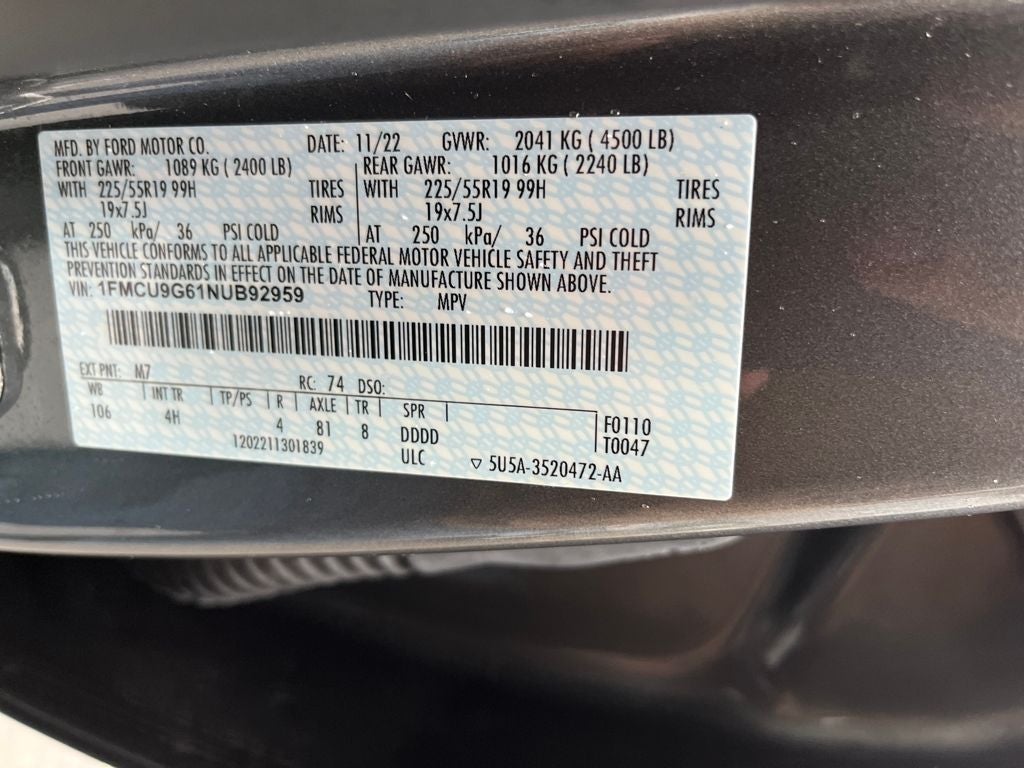 MFD. BY FORD MOTOR CO. DATE: 11/22 GVWR: 2041 KG ( 4500 LB)
FRONT GAWR: 1089 KG ( 2400 LB) REAR GAWR: 1016 KG ( 2240 LB)
WITH 225/55R19 99H TIRES WITH 225/55R19 99H TIRES
19x7.5J RIMS 19x7.5J RIMS
AT 250 kPa/ 36 PSI COLD AT 250 kPa/ 36 PSI COLD
THIS VEHICLE CONFORMS TO ALL APPLICABLE FEDERAL MOTOR VEHICLE SAFETY AND THEFT
PREVENTION STANDARDS IN EFFECT ON THE DATE OF MANUFACTURE SHOWN ABOVE.
VIN: 1FMCU9G61NUB92959 TYPE: MPV
EXT PNT: M7 RC: 74 DSO:
WB INT TR TP/PS R AXLE TR SPR
106 4H 4 81 8 DDDD F0110
1202211301839 ULC T0047
▽ 5U5A-3520472-AA